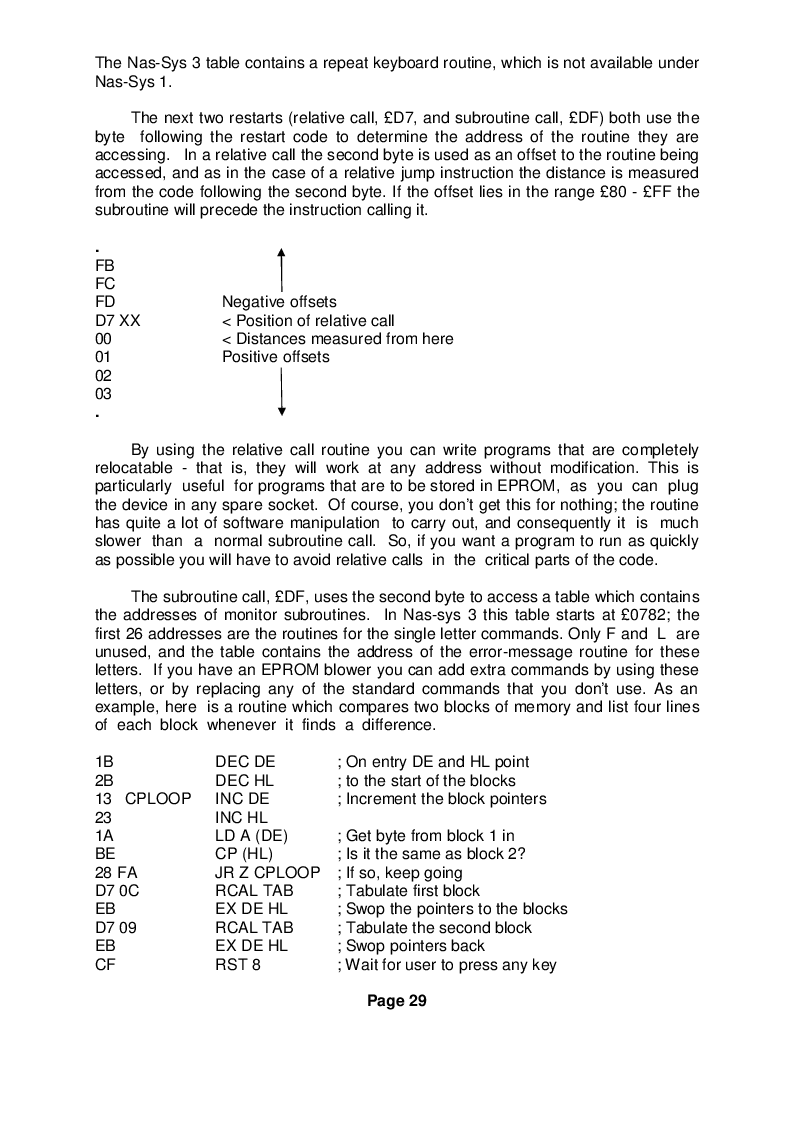 The Nas-Sys 3 table contains a repeat keyboard routine, which is not available under
Nas-Sys 1.
The next two restarts (relative call, £D7, and subroutine call, £DF) both use the
byte following the restart code to determine the address of the routine they are
accessing. In a relative call the second byte is used as an offset to the routine being
accessed, and as in the case of a relative jump instruction the distance is measured
from the code following the second byte. If the offset lies in the range £80 - £FF the
subroutine will precede the instruction calling it.
.
FB
FC
FD Negative offsets
D7 XX < Position of relative call
00 < Distances measured from here
01 Positive offsets
02
03
.
By using the relative call routine you can write programs that are completely
relocatable - that is, they will work at any address without modification. This is
particularly useful for programs that are to be stored in EPROM, as you can plug
the device in any spare socket. Of course, you don't get this for nothing; the routine
has quite a lot of software manipulation to carry out, and consequently it is much
slower than a normal subroutine call. So, if you want a program to run as quickly
as possible you will have to avoid relative calls in the critical parts of the code.
The subroutine call, £DF, uses the second byte to access a table which contains
the addresses of monitor subroutines. In Nas-sys 3 this table starts at £0782; the
first 26 addresses are the routines for the single letter commands. Only F and L are
unused, and the table contains the address of the error-message routine for these
letters. If you have an EPROM blower you can add extra commands by using these
letters, or by replacing any of the standard commands that you don't use. As an
example, here is a routine which compares two blocks of memory and list four lines
of each block whenever it finds a difference.
1B DEC DE ; On entry DE and HL point
2B DEC HL ; to the start of the blocks
13 CPLOOP INC DE ; Increment the block pointers
23 INC HL
1A LD A (DE) ; Get byte from block 1 in
BE CP (HL) ; Is it the same as block 2?
28 FA JR Z CPLOOP ; If so, keep going
D7 0C RCAL TAB ; Tabulate first block
EB EX DE HL ; Swop the pointers to the blocks
D7 09 RCAL TAB ; Tabulate the second block
EB EX DE HL ; Swop pointers back
CF RST 8 ; Wait for user to press any key
Page 29